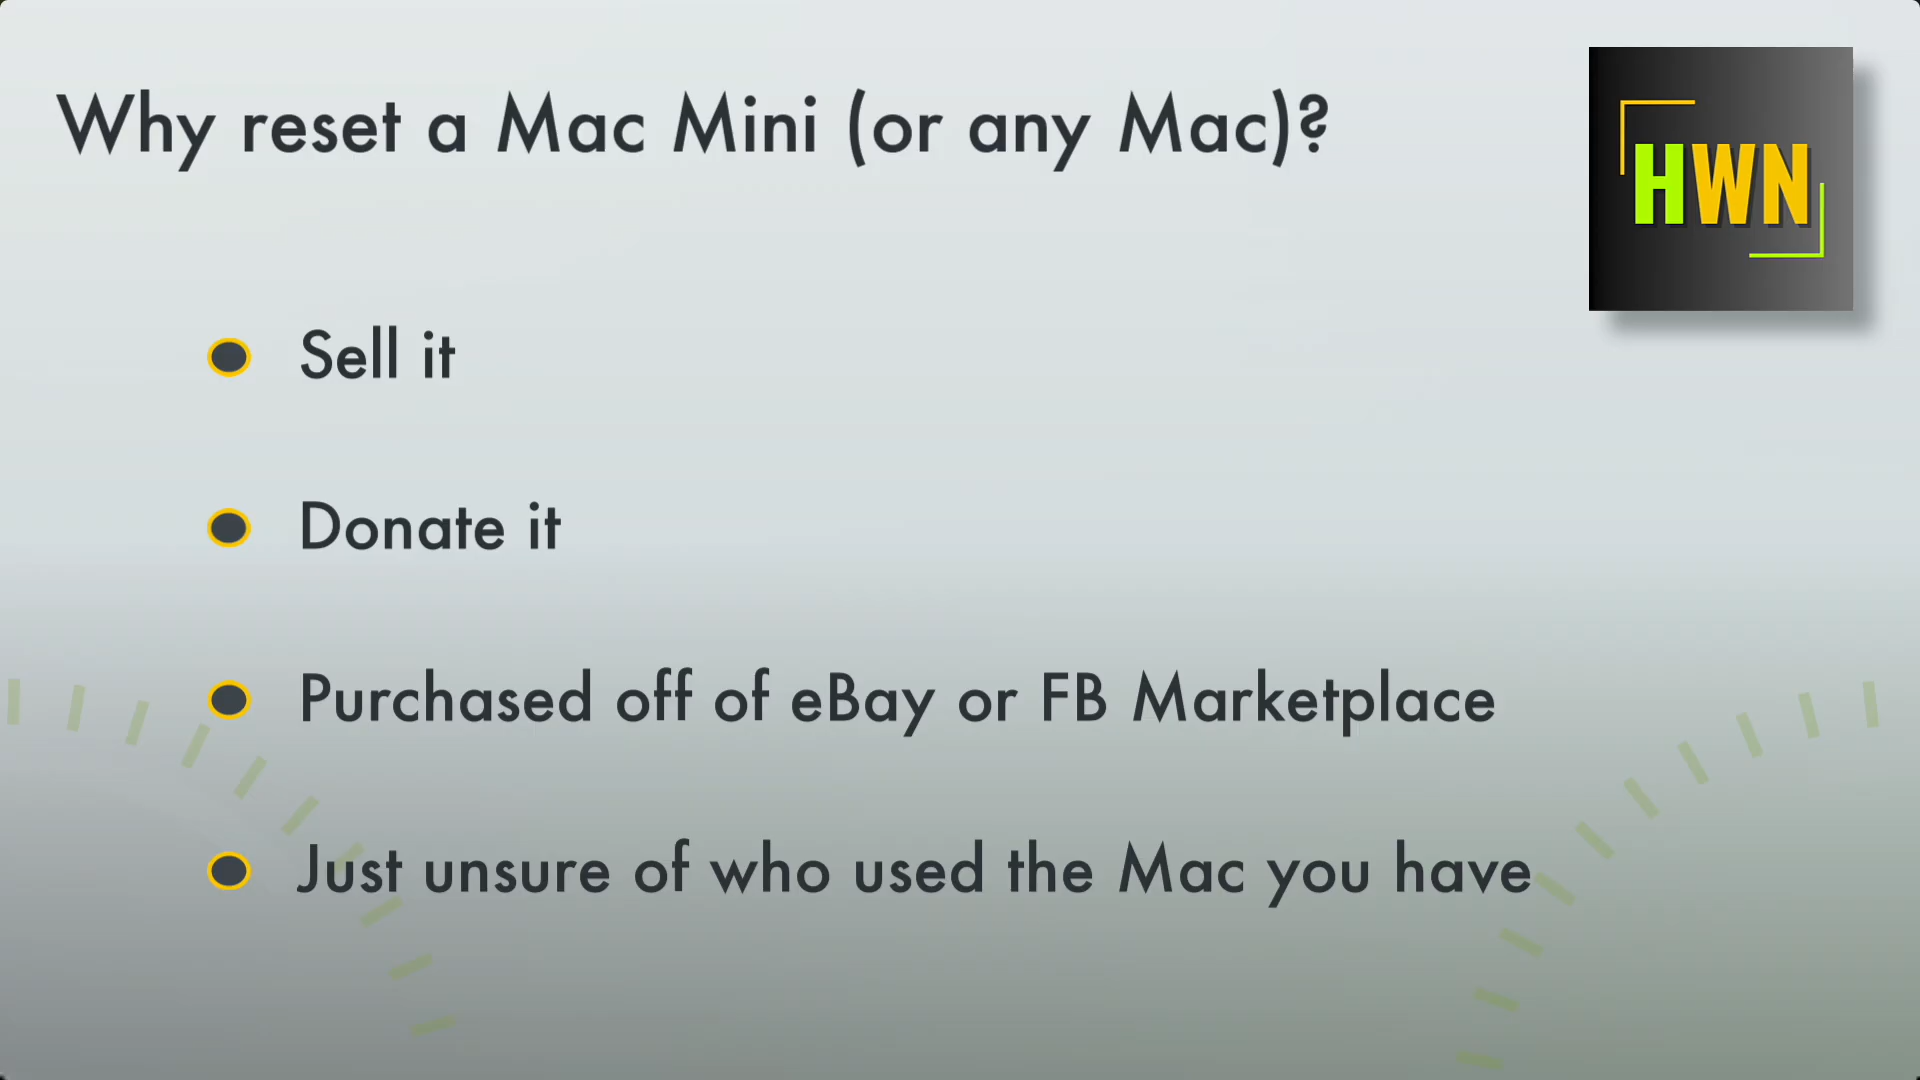 Why reset a Mac Mini (or any Mac)?
HWN
Sell it
Donate it
Purchased off of eBay or FB Marketplace
Just unsure of who used the Mac you have